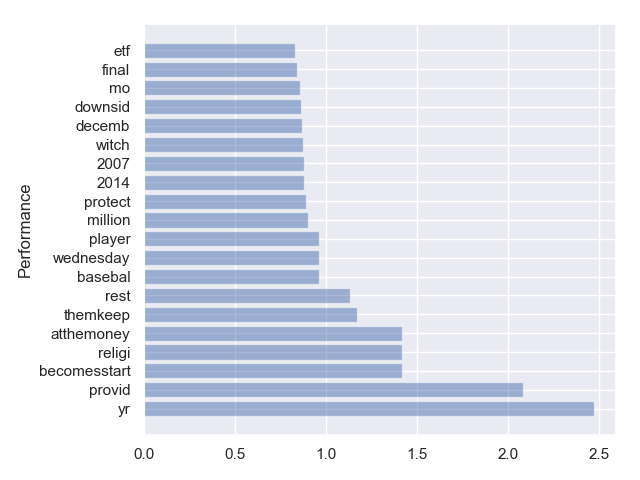 etf
final
mo
downsid
decemb
witch
2007
2014
protect
million
player
wednesday
basebal
rest
themkeep
atthemoney
religi
becomesstart
provid
yr
Performance
0.0 0.5 1.0 1.5 2.0 2.5